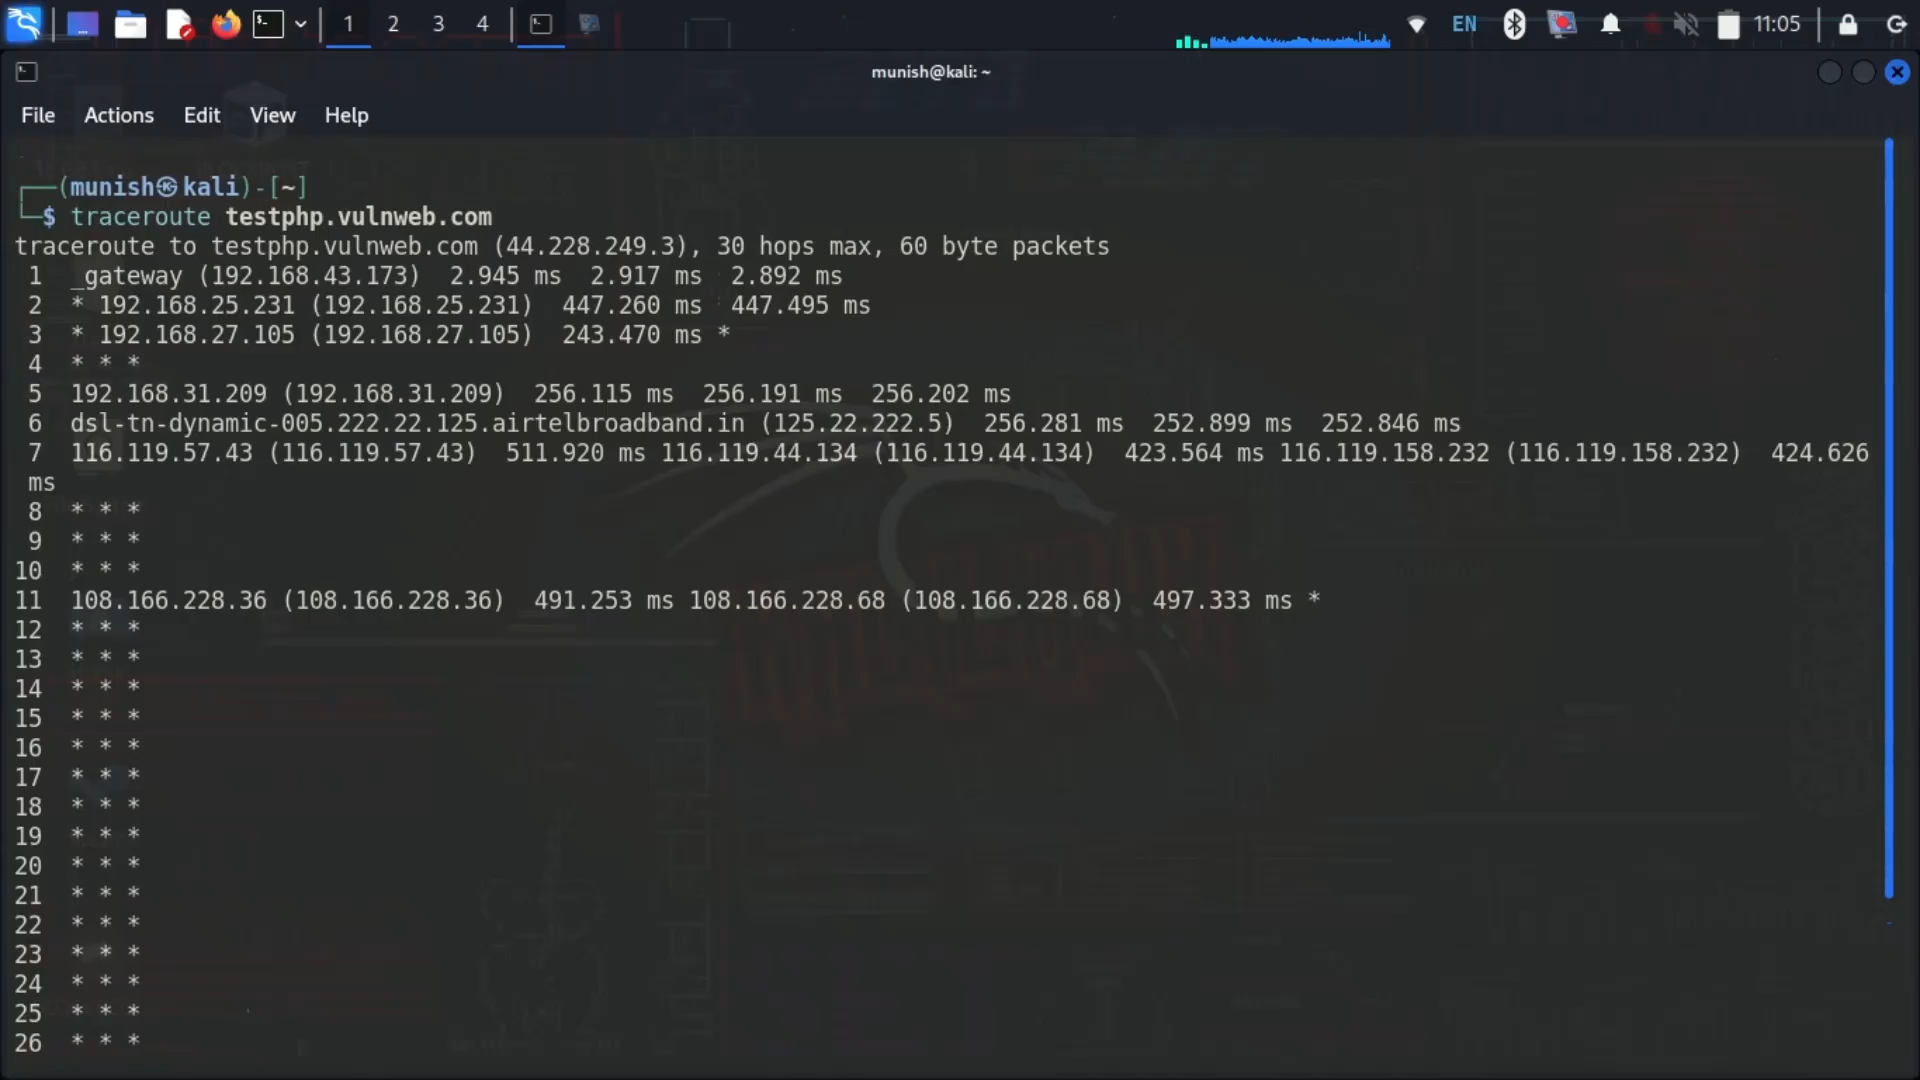 1 2 3 4 EN 11:05
munish@kali: ~
File Actions Edit View Help
┌──(munish㉿kali)-[~]
└─$ traceroute testphp.vulnweb.com
traceroute to testphp.vulnweb.com (44.228.249.3), 30 hops max, 60 byte packets
1 _gateway (192.168.43.173) 2.945 ms 2.917 ms 2.892 ms
2 * 192.168.25.231 (192.168.25.231) 447.260 ms 447.495 ms
3 * 192.168.27.105 (192.168.27.105) 243.470 ms *
4 * * *
5 192.168.31.209 (192.168.31.209) 256.115 ms 256.191 ms 256.202 ms
6 dsl-tn-dynamic-005.222.22.125.airtelbroadband.in (125.22.222.5) 256.281 ms 252.899 ms 252.846 ms
7 116.119.57.43 (116.119.57.43) 511.920 ms 116.119.44.134 (116.119.44.134) 423.564 ms 116.119.158.232 (116.119.158.232) 424.626
ms
8 * * *
9 * * *
10 * * *
11 108.166.228.36 (108.166.228.36) 491.253 ms 108.166.228.68 (108.166.228.68) 497.333 ms *
12 * * *
13 * * *
14 * * *
15 * * *
16 * * *
17 * * *
18 * * *
19 * * *
20 * * *
21 * * *
22 * * *
23 * * *
24 * * *
25 * * *
26 * * *